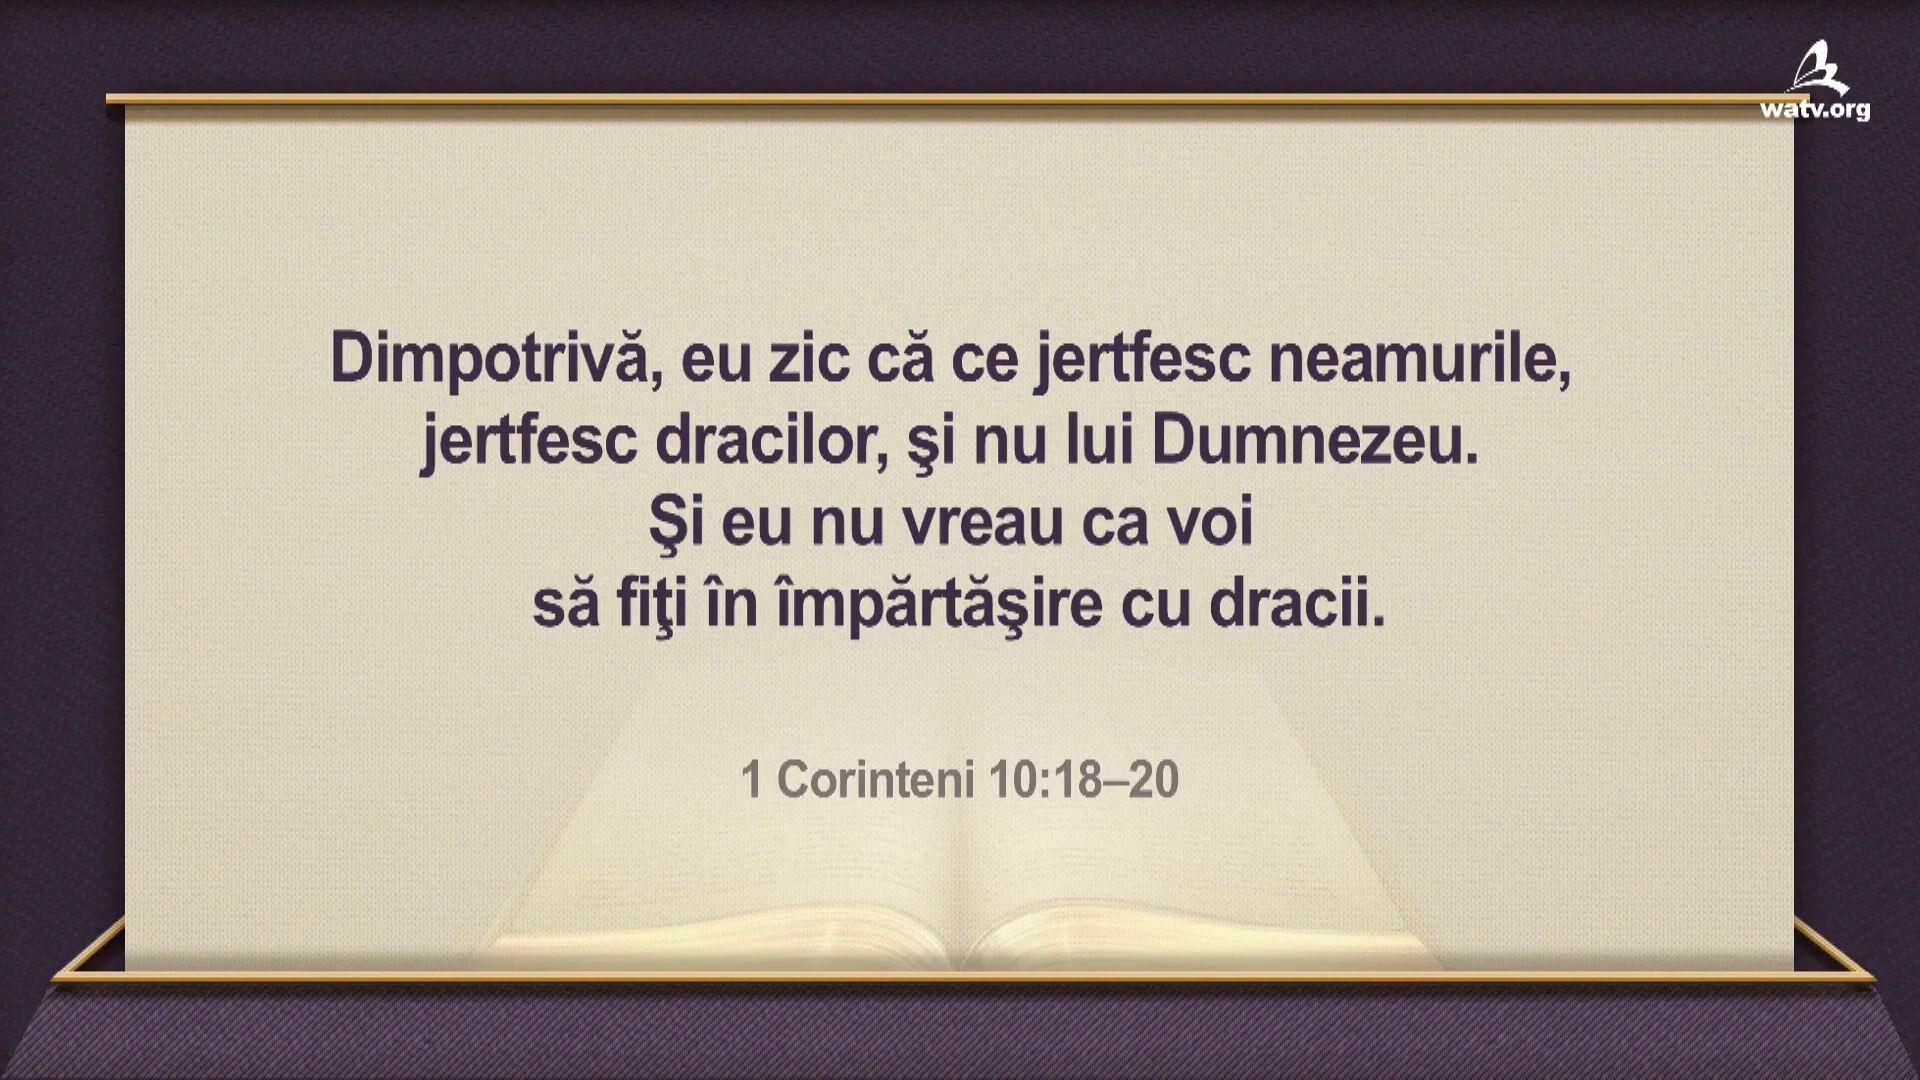 watv.org
Dimpotrivă, eu zic că ce jertfesc neamurile,
jertfesc dracilor, şi nu lui Dumnezeu.
Şi eu nu vreau ca voi
să fiţi în împărtăşire cu dracii.
1 Corinteni 10:18–20